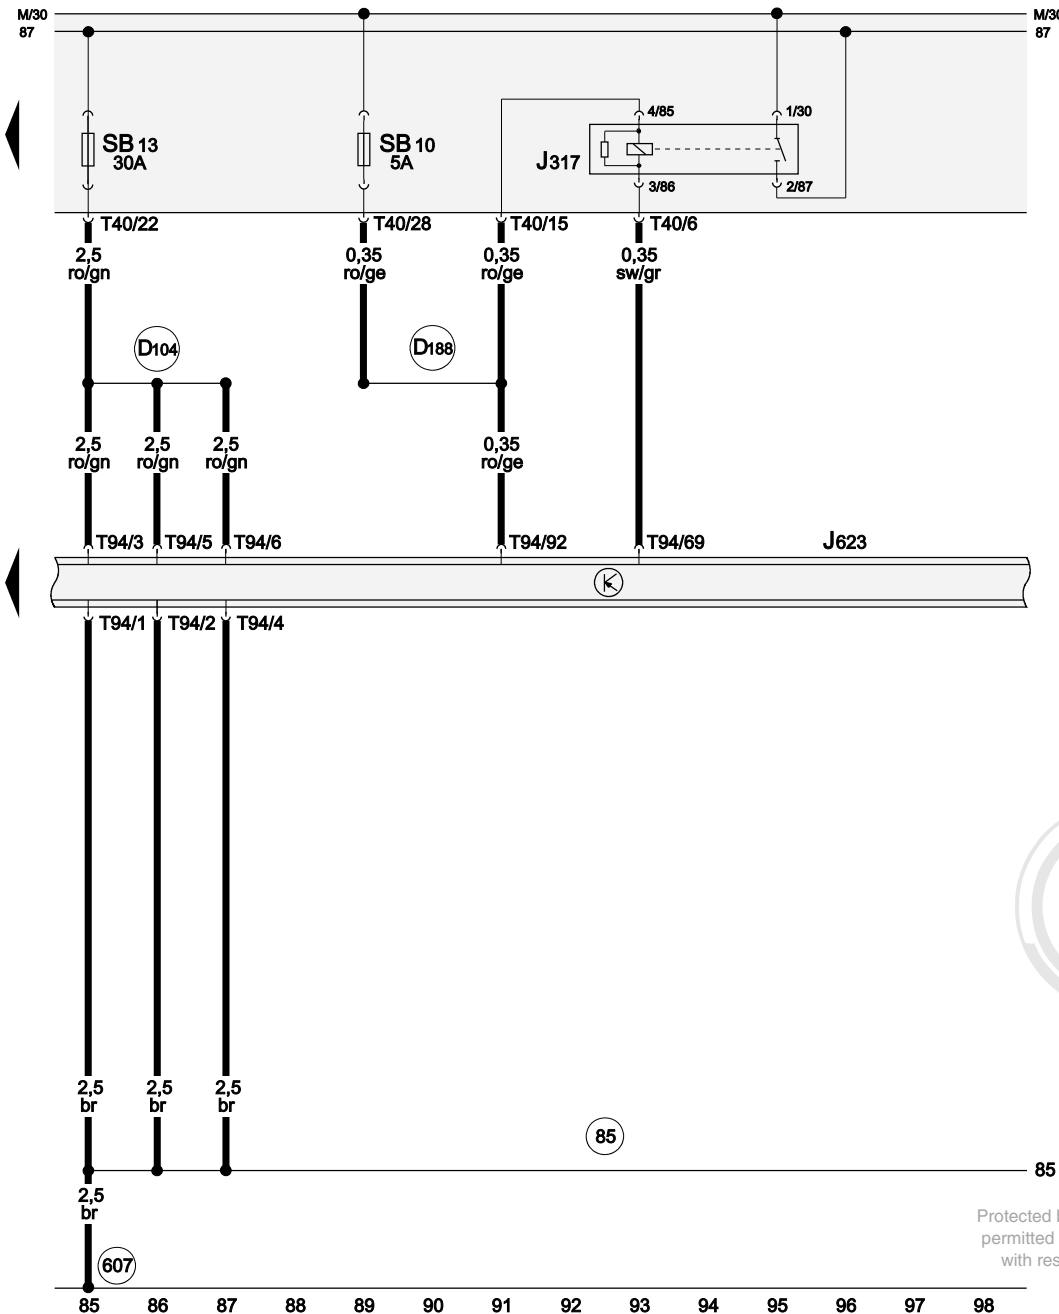 M/30
M/30
87
87
4/85
1/30
SB 13
30A
SB 10
5A
J317
3/86
2/87
T40/22
T40/28
T40/15
T40/6
2,5
ro/gn
0,35
ro/ge
0,35
ro/ge
0,35
sw/gr
D104
D188
2,5
ro/gn
2,5
ro/gn
2,5
ro/gn
0,35
ro/ge
T94/3
T94/5
T94/6
T94/92
T94/69
J623
T94/1
T94/2
T94/4
2,5
br
2,5
br
2,5
br
85
85
2,5
br
Protected
permitted
with res
607
85 86 87 88 89 90 91 92 93 94 95 96 97 98